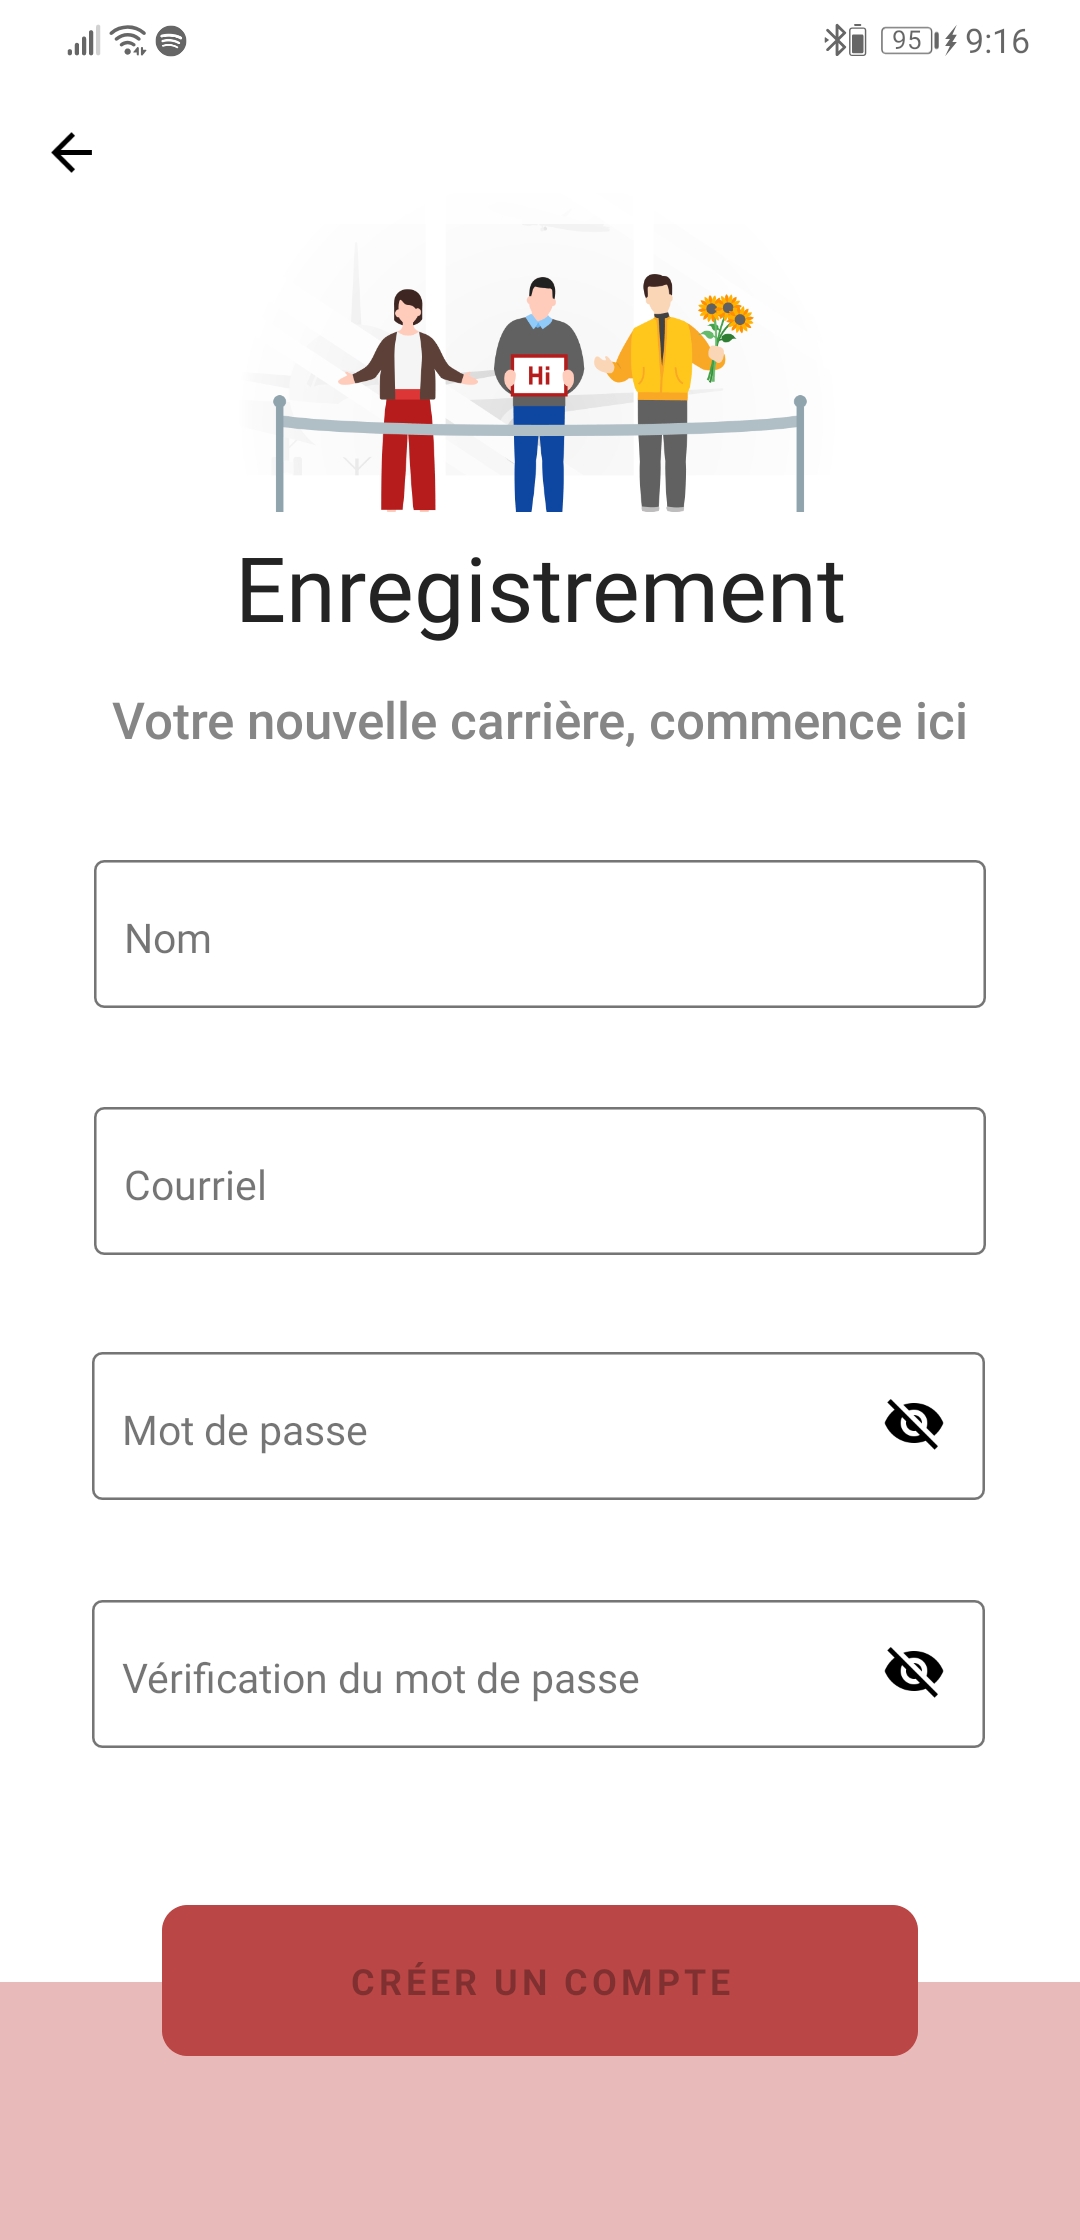 95 9:16
Hi
Enregistrement
Votre nouvelle carrière, commence ici
Nom
Courriel
Mot de passe
Vérification du mot de passe
CRÉER UN COMPTE